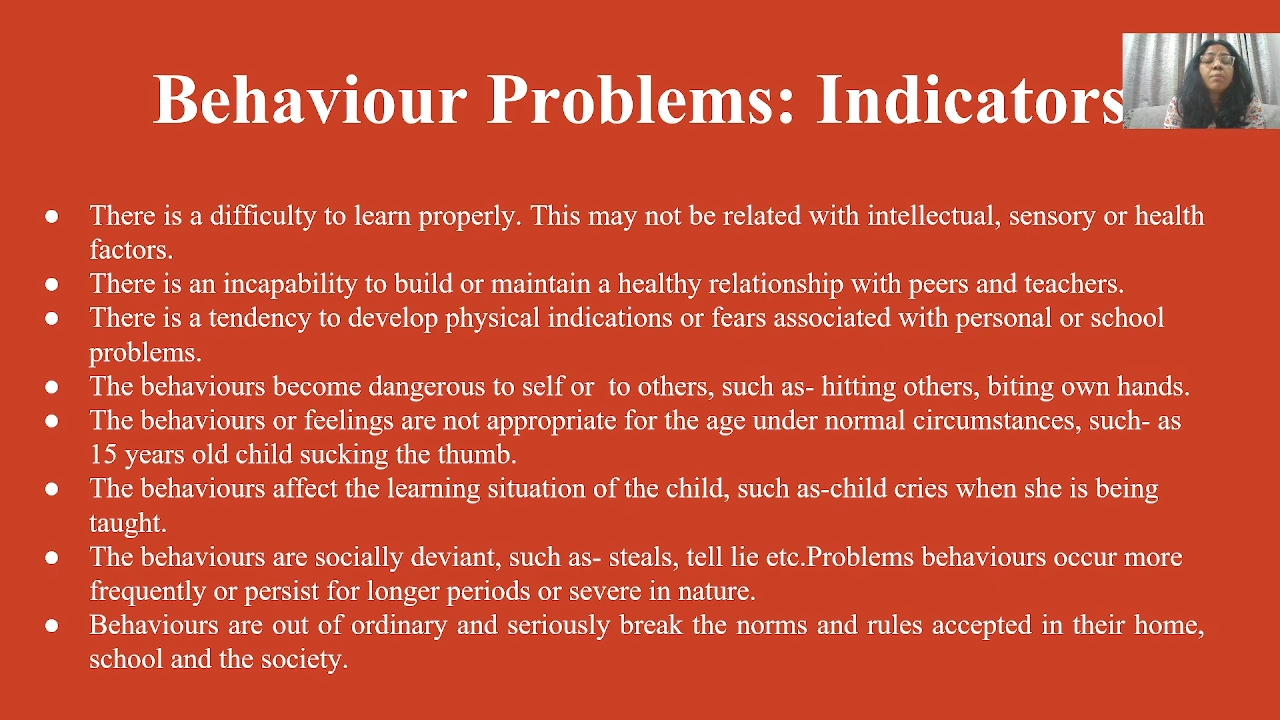 Behaviour Problems: Indicators
● There is a difficulty to learn properly. This may not be related with intellectual, sensory or health
factors.
● There is an incapability to build or maintain a healthy relationship with peers and teachers.
● There is a tendency to develop physical indications or fears associated with personal or school
problems.
● The behaviours become dangerous to self or  to others, such as- hitting others, biting own hands.
● The behaviours or feelings are not appropriate for the age under normal circumstances, such- as
15 years old child sucking the thumb.
● The behaviours affect the learning situation of the child, such as-child cries when she is being
taught.
● The behaviours are socially deviant, such as- steals, tell lie etc.Problems behaviours occur more
frequently or persist for longer periods or severe in nature.
● Behaviours are out of ordinary and seriously break the norms and rules accepted in their home,
school and the society.